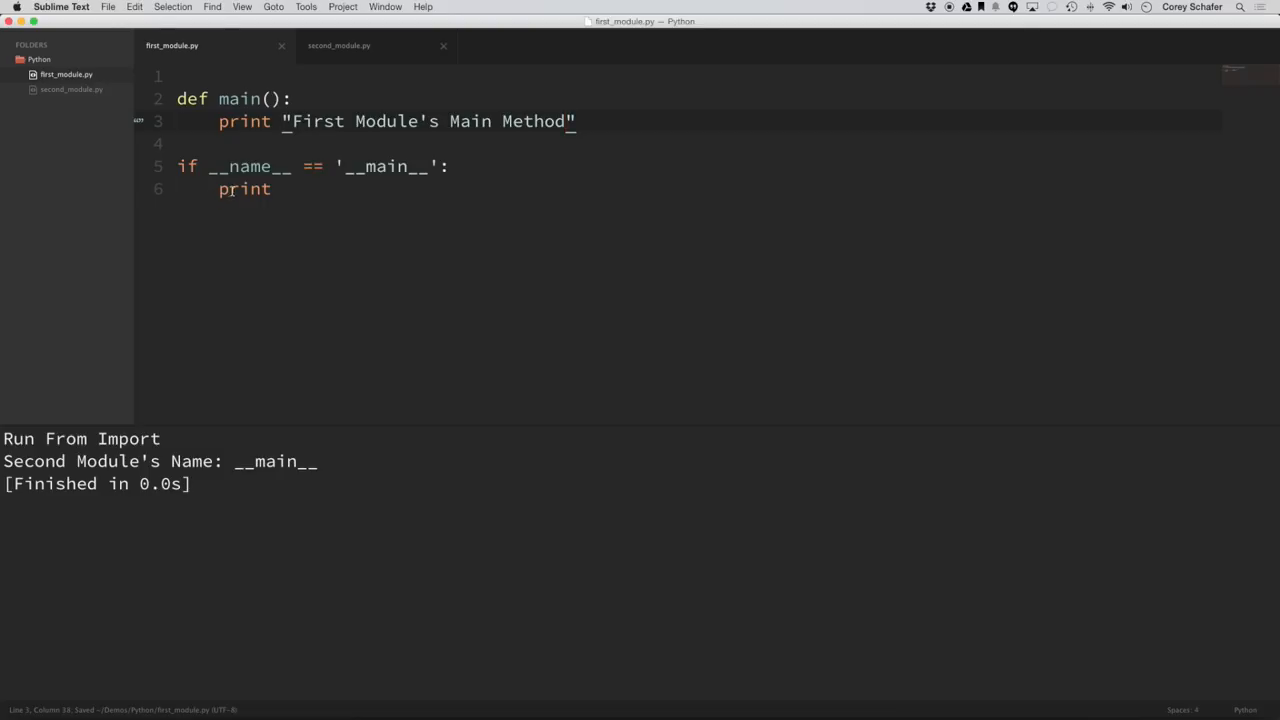 Sublime Text File Edit Selection Find View Goto Tools Project Window Help Corey Schafer
first_module.py — Python
FOLDERS
Python
first_module.py
second_module.py
first_module.py second_module.py
1
2 def main():
3 print "First Module's Main Method"
4
5 if __name__ == '__main__':
6 print
Run From Import
Second Module's Name: __main__
[Finished in 0.0s]
Line 3, Column 38; Saved ~/Demos/Python/first_module.py (UTF-8) Spaces: 4 Python